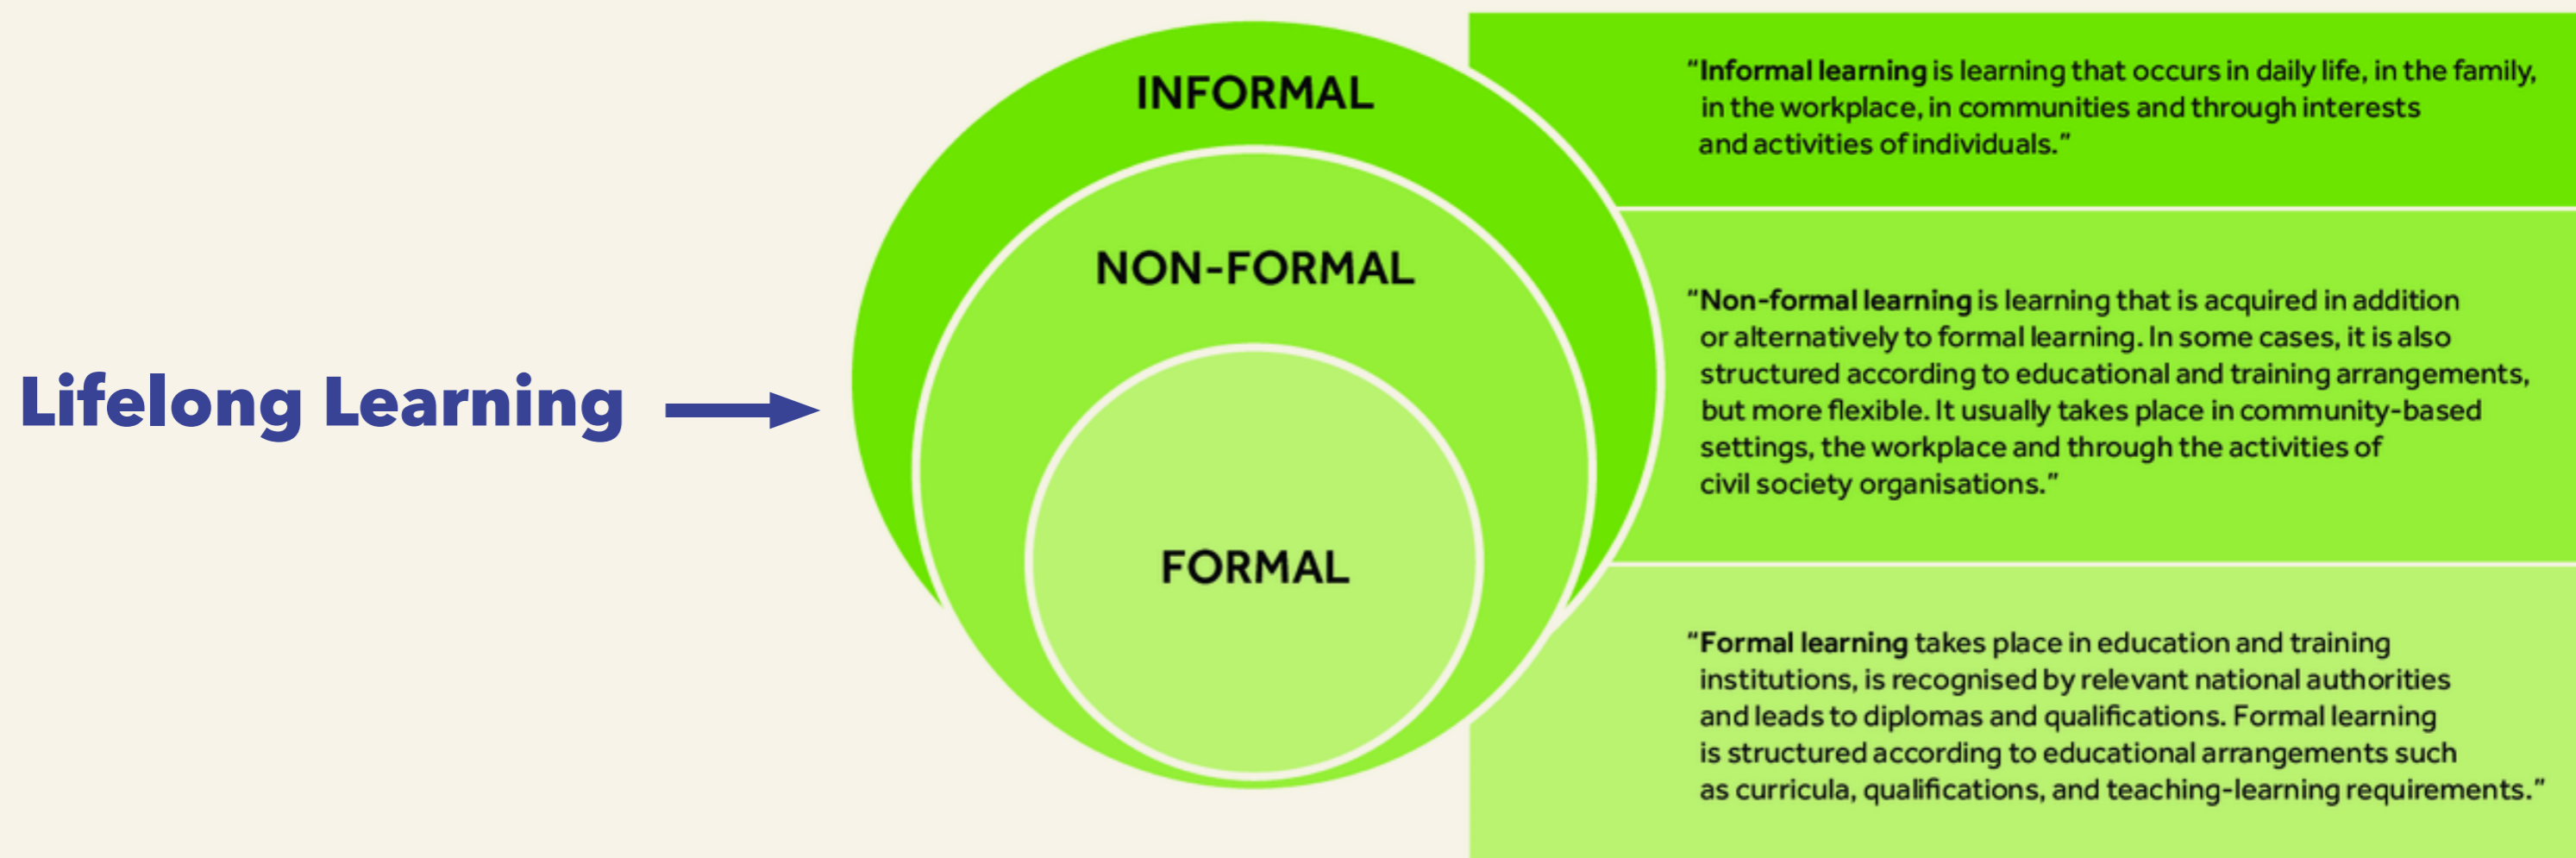 Lifelong Learning
INFORMAL
NON-FORMAL
FORMAL
“Informal learning is learning that occurs in daily life, in the family,
in the workplace, in communities and through interests
and activities of individuals.”
“Non-formal learning is learning that is acquired in addition
or alternatively to formal learning. In some cases, it is also
structured according to educational and training arrangements,
but more flexible. It usually takes place in community-based
settings, the workplace and through the activities of
civil society organisations.”
“Formal learning takes place in education and training
institutions, is recognised by relevant national authorities
and leads to diplomas and qualifications. Formal learning
is structured according to educational arrangements such
as curricula, qualifications, and teaching-learning requirements.”